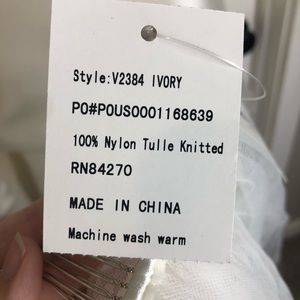 Style:V2384 IVORY
PO#POUS0001168639
100% Nylon Tulle Knitted
RN84270
MADE IN CHINA
Machine wash warm